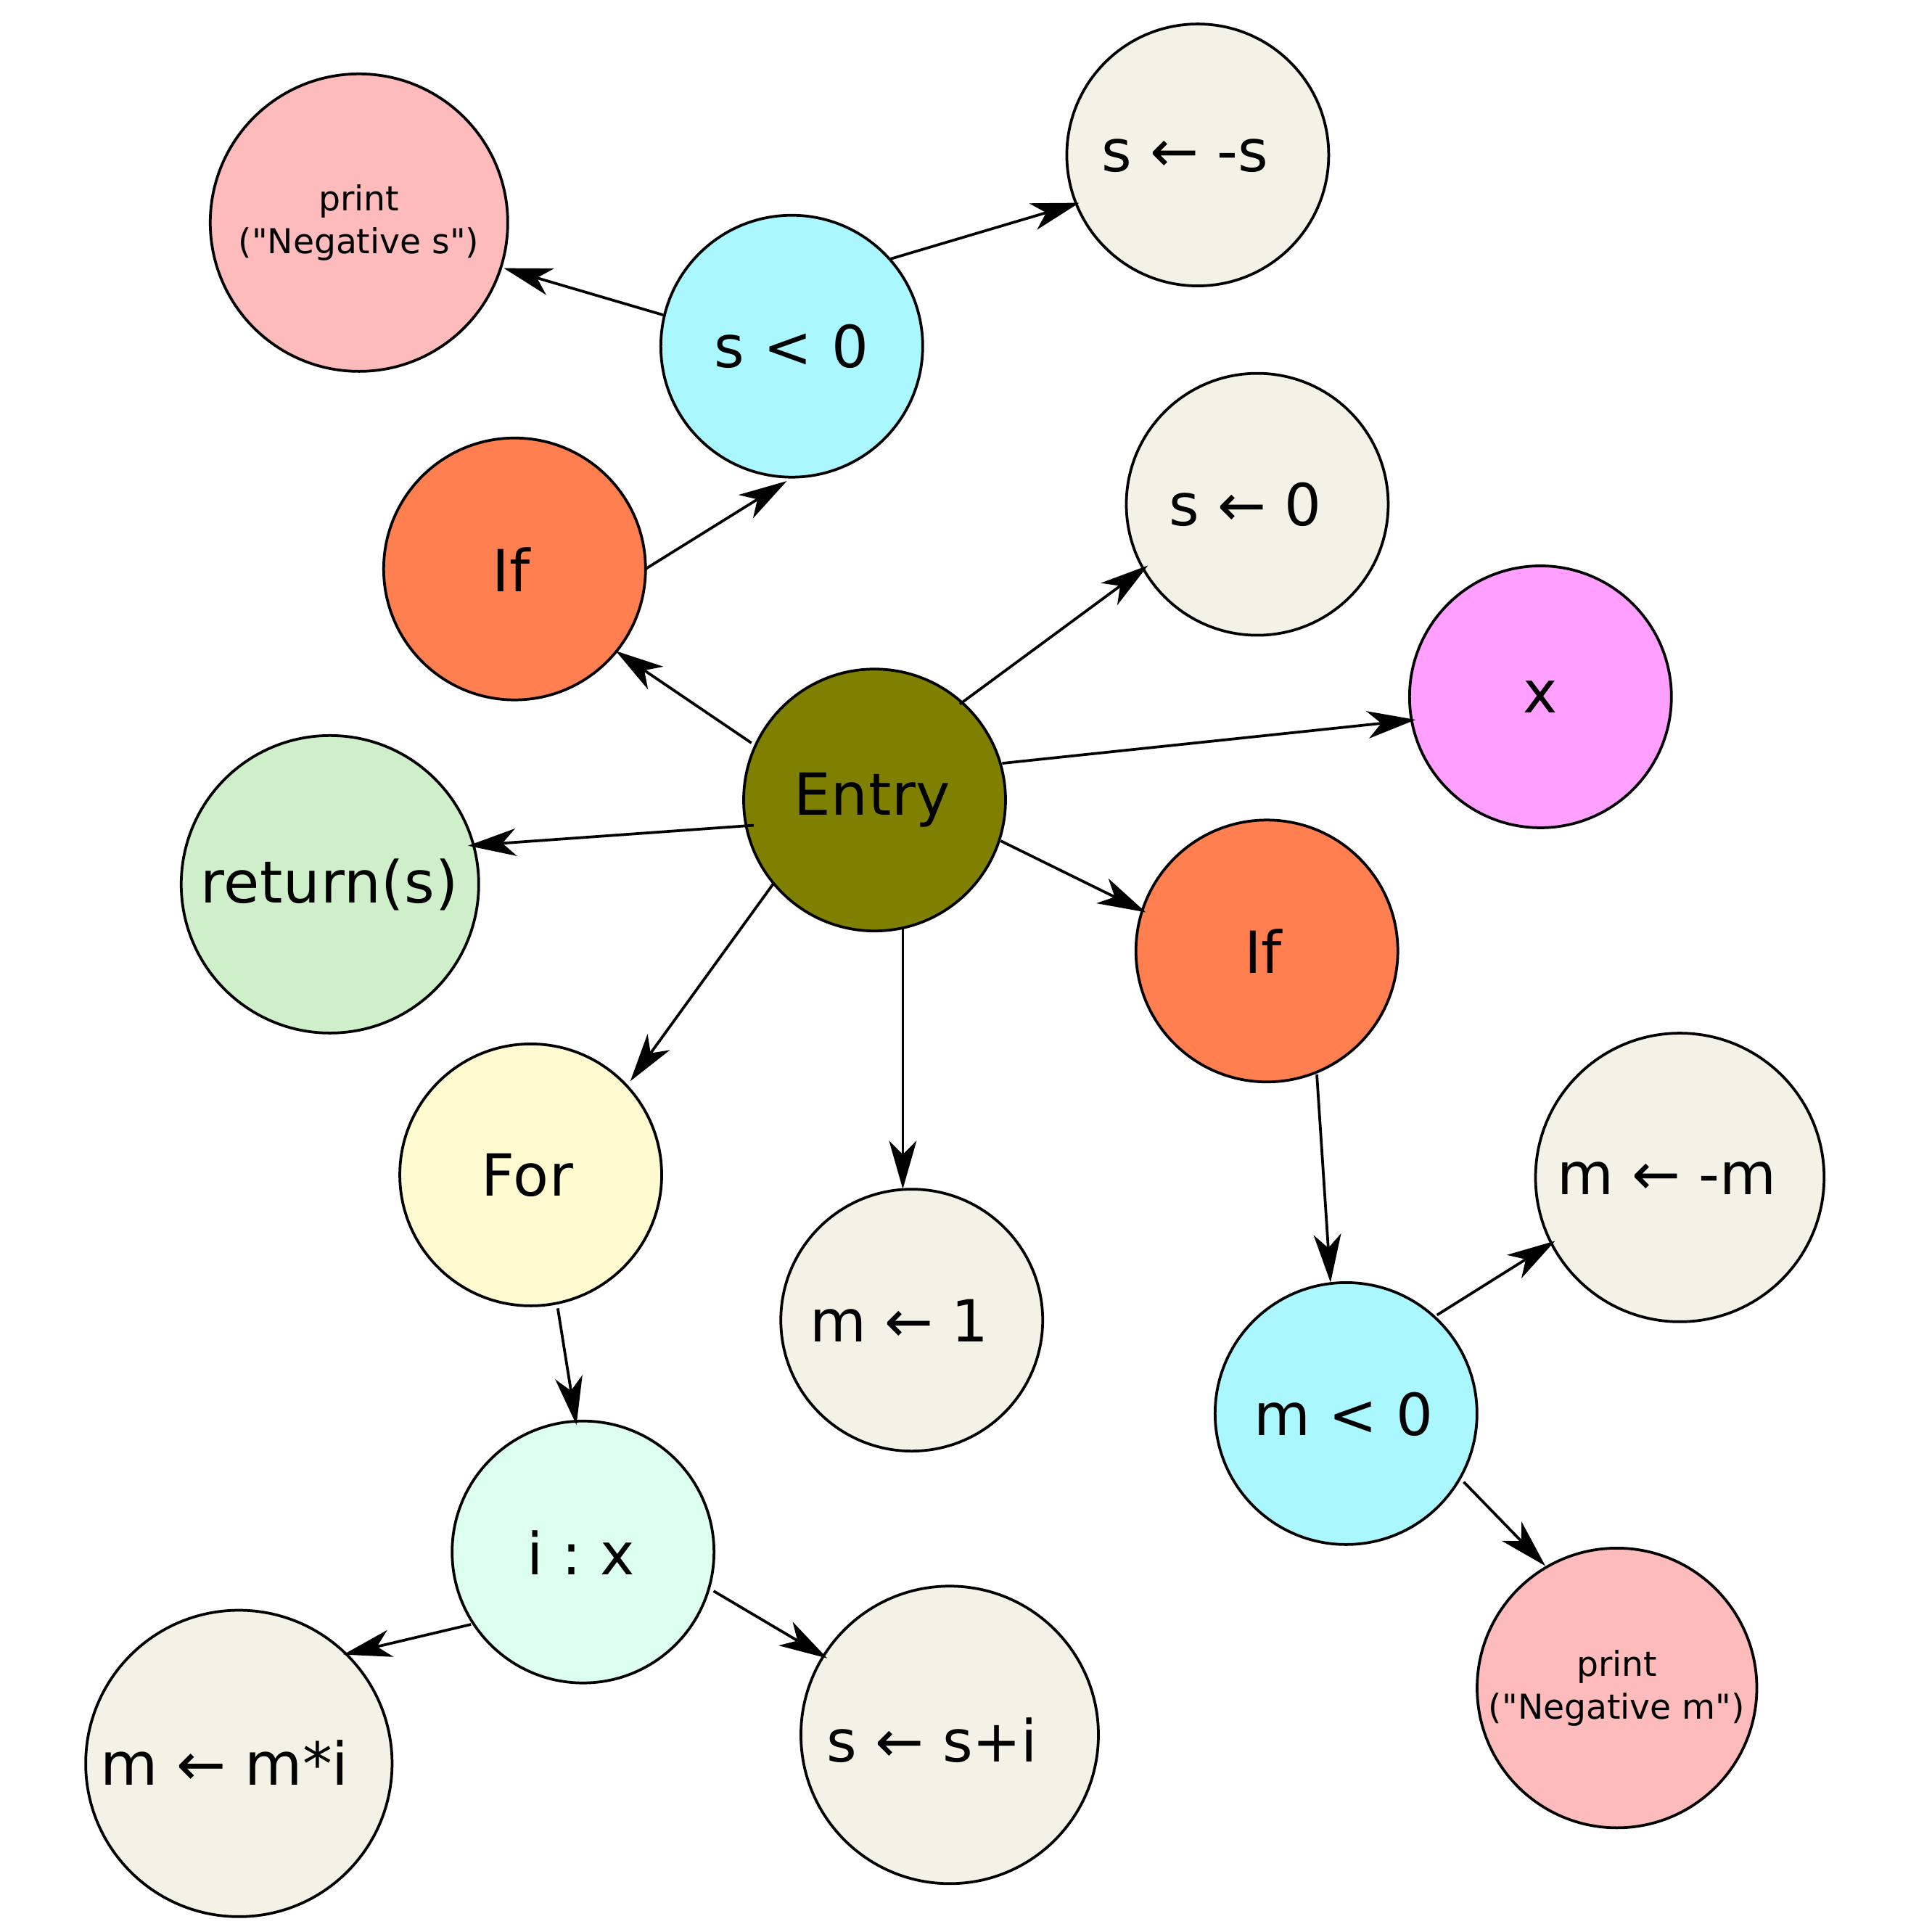 s ← -s
print
("Negative s")
s < 0
s ← 0
If
x
Entry
return(s)
If
For
m ← -m
m ← 1
m < 0
i : x
print
("Negative m")
s ← s+i
m ← m*i